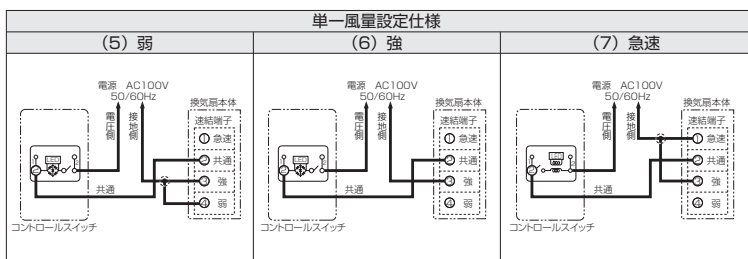 単一風量設定仕様
(5) 弱
(6) 強
(7) 急速
電源 AC100V
50/60Hz
電圧側
接地側
換気扇本体
速結端子
① 急速
② 共通
③ 強
④ 弱
LED
共通
コントロールスイッチ
電源 AC100V
50/60Hz
電圧側
接地側
換気扇本体
速結端子
① 急速
② 共通
③ 強
④ 弱
LED
共通
コントロールスイッチ
電源 AC100V
50/60Hz
電圧側
接地側
換気扇本体
速結端子
① 急速
② 共通
③ 強
④ 弱
LED
共通
コントロールスイッチ